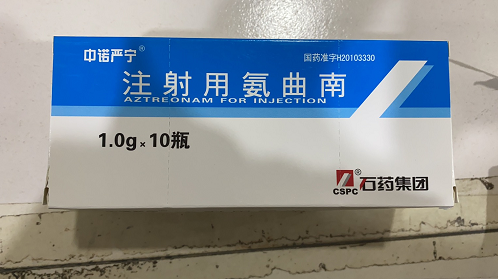 中诺严宁®
国药准字H20103330
注射用氨曲南
AZTREONAM FOR INJECTION
1.0g×10瓶
CSPC®
石药集团